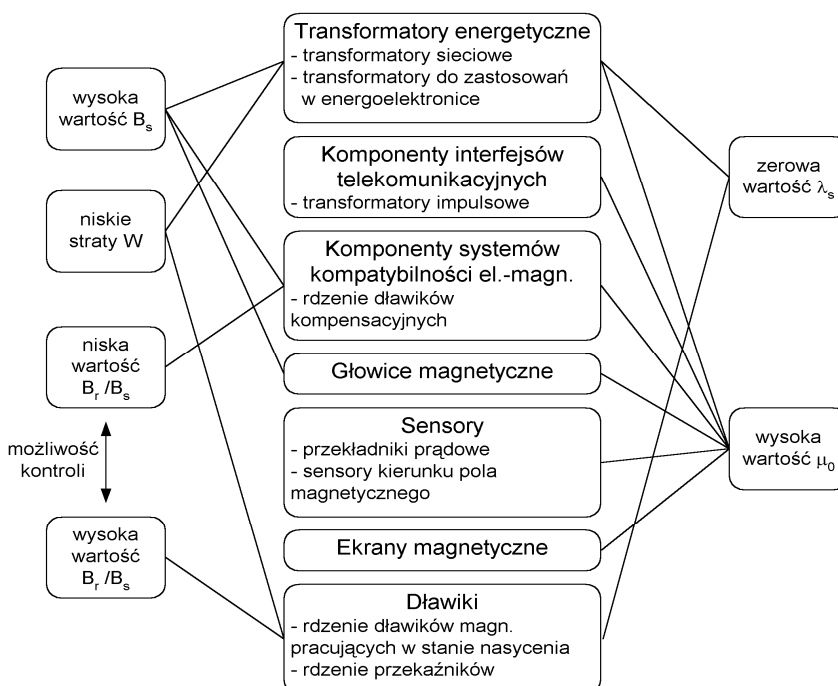 wysoka
wartość Bₛ
niskie
straty W
niska
wartość
Bᵣ /Bₛ
możliwość
kontroli
wysoka
wartość
Bᵣ /Bₛ
Transformatory energetyczne
- transformatory sieciowe
- transformatory do zastosowań
w energoelektronice
Komponenty interfejsów
telekomunikacyjnych
- transformatory impulsowe
Komponenty systemów
kompatybilności el.-magn.
- rdzenie dławików
kompensacyjnych
Głowice magnetyczne
Sensory
- przekładniki prądowe
- sensory kierunku pola
magnetycznego
Ekrany magnetyczne
Dławiki
- rdzenie dławików magn.
pracujących w stanie nasycenia
- rdzenie przekaźników
zerowa
wartość λₛ
wysoka
wartość μ₀